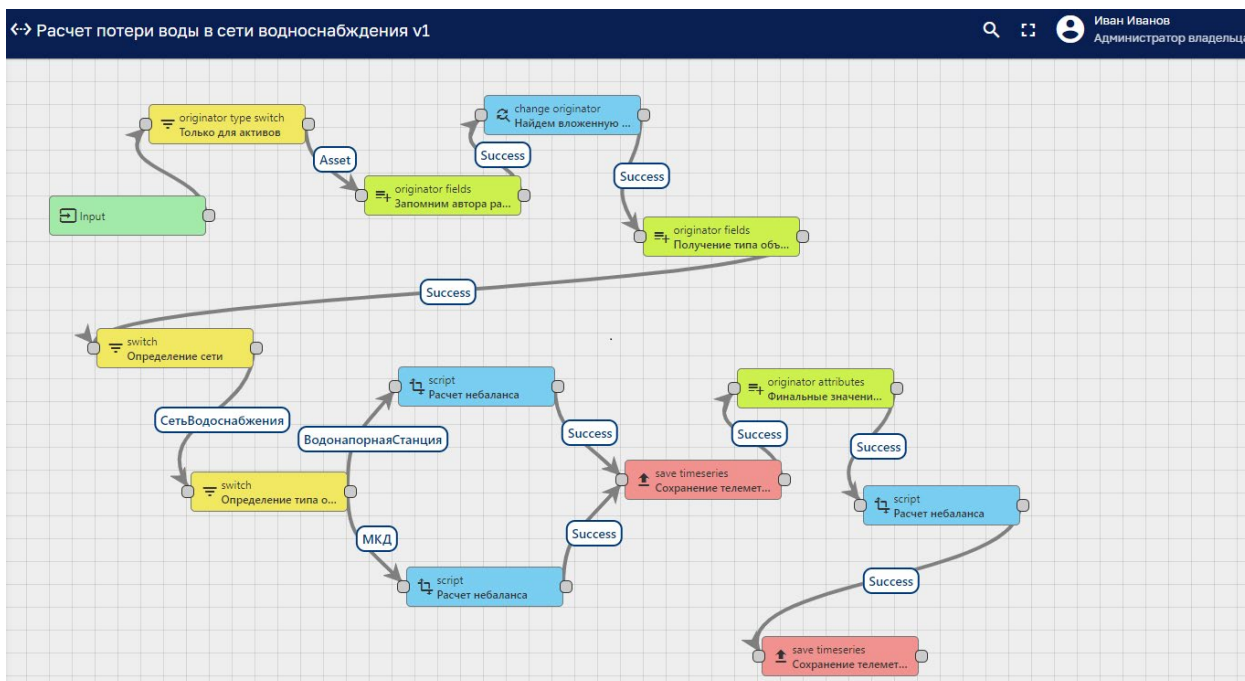 Расчет потери воды в сети водноснабждения v1
Иван Иванов
Администратор владельца
originator type switch
Только для активов
change originator
Найдем вложенную ...
Asset
Success
originator fields
Запомним автора ра...
Success
Input
originator fields
Получение типа объ...
Success
switch
Определение сети
script
Расчет небаланса
originator attributes
Финальные значени...
СетьВодоснабжения
ВодонапорнаяСтанция
Success
Success
Success
save timeseries
Сохранение телемет...
switch
Определение типа о...
script
Расчет небаланса
МКД
Success
script
Расчет небаланса
Success
save timeseries
Сохранение телемет...